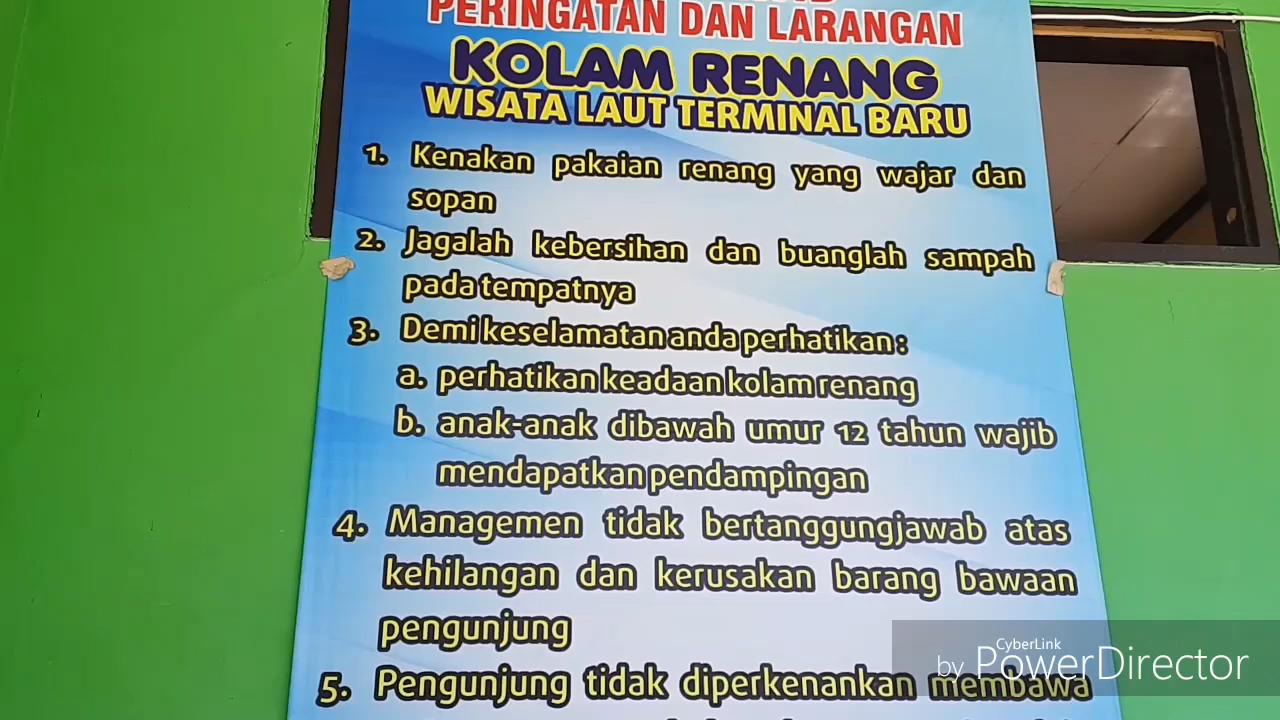 PERINGATAN DAN LARANGAN
KOLAM RENANG
WISATA LAUT TERMINAL BARU
1. Kenakan pakaian renang yang wajar dan
sopan
2. Jagalah kebersihan dan buanglah sampah
pada tempatnya
3. Demi keselamatan anda perhatikan :
a. perhatikan keadaan kolam renang
b. anak-anak dibawah umur 12 tahun wajib
mendapatkan pendampingan
4. Managemen tidak bertanggungjawab atas
kehilangan dan kerusakan barang bawaan
pengunjung
5. Pengunjung tidak diperkenankan membawa
CyberLink
by PowerDirector